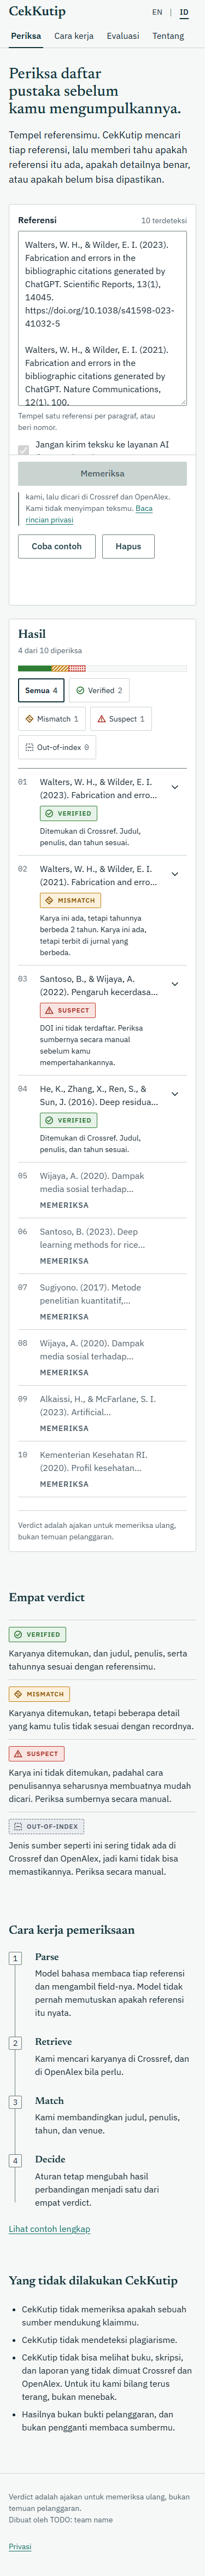 CekKutip
EN | ID
Periksa Cara kerja Evaluasi Tentang
Periksa daftar
pustaka sebelum
kamu mengumpulkannya.
Tempel referensimu. CekKutip mencari
tiap referensi, lalu memberi tahu apakah
referensi itu ada, apakah detailnya benar,
atau apakah belum bisa dipastikan.
Referensi 10 terdeteksi
Walters, W. H., & Wilder, E. I. (2023).
Fabrication and errors in the
bibliographic citations generated by
ChatGPT. Scientific Reports, 13(1),
14045.
https://doi.org/10.1038/s41598-023-
41032-5
Walters, W. H., & Wilder, E. I. (2021).
Fabrication and errors in the
bibliographic citations generated by
ChatGPT. Nature Communications,
12(1), 100.
Tempel satu referensi per paragraf, atau
beri nomor.
Jangan kirim teksku ke layanan AI
Memeriksa
kami, lalu dicari di Crossref dan OpenAlex.
Kami tidak menyimpan teksmu. Baca
rincian privasi
Coba contoh Hapus
Hasil
4 dari 10 diperiksa
Semua 4 Verified 2
Mismatch 1 Suspect 1
Out-of-index 0
01 Walters, W. H., & Wilder, E. I.
(2023). Fabrication and erro...
VERIFIED
Ditemukan di Crossref. Judul,
penulis, dan tahun sesuai.
02 Walters, W. H., & Wilder, E. I.
(2021). Fabrication and erro...
MISMATCH
Karya ini ada, tetapi tahunnya
berbeda 2 tahun. Karya ini ada,
tetapi terbit di jurnal yang
berbeda.
03 Santoso, B., & Wijaya, A.
(2022). Pengaruh kecerdasa...
SUSPECT
DOI ini tidak terdaftar. Periksa
sumbernya secara manual
sebelum kamu
mempertahankannya.
04 He, K., Zhang, X., Ren, S., &
Sun, J. (2016). Deep residua...
VERIFIED
Ditemukan di Crossref. Judul,
penulis, dan tahun sesuai.
05 Wijaya, A. (2020). Dampak
media sosial terhadap...
MEMERIKSA
06 Santoso, B. (2023). Deep
learning methods for rice...
MEMERIKSA
07 Sugiyono. (2017). Metode
penelitian kuantitatif,...
MEMERIKSA
08 Wijaya, A. (2020). Dampak
media sosial terhadap...
MEMERIKSA
09 Alkaissi, H., & McFarlane, S. I.
(2023). Artificial...
MEMERIKSA
10 Kementerian Kesehatan RI.
(2020). Profil kesehatan...
MEMERIKSA
Verdict adalah ajakan untuk memeriksa ulang,
bukan temuan pelanggaran.
Empat verdict
VERIFIED
Karyanya ditemukan, dan judul, penulis, serta
tahunnya sesuai dengan referensimu.
MISMATCH
Karyanya ditemukan, tetapi beberapa detail
yang kamu tulis tidak sesuai dengan recordnya.
SUSPECT
Karya ini tidak ditemukan, padahal cara
penulisannya seharusnya membuatnya mudah
dicari. Periksa sumbernya secara manual.
OUT-OF-INDEX
Jenis sumber seperti ini sering tidak ada di
Crossref dan OpenAlex, jadi kami tidak bisa
memastikannya. Periksa secara manual.
Cara kerja pemeriksaan
1 Parse
Model bahasa membaca tiap referensi
dan mengambil field-nya. Model tidak
pernah memutuskan apakah referensi
itu nyata.
2 Retrieve
Kami mencari karyanya di Crossref, dan
di OpenAlex bila perlu.
3 Match
Kami membandingkan judul, penulis,
tahun, dan venue.
4 Decide
Aturan tetap mengubah hasil
perbandingan menjadi satu dari
empat verdict.
Lihat contoh lengkap
Yang tidak dilakukan CekKutip
• CekKutip tidak memeriksa apakah sebuah
sumber mendukung klaimmu.
• CekKutip tidak mendeteksi plagiarisme.
• CekKutip tidak bisa melihat buku, skripsi,
dan laporan yang tidak dimuat Crossref dan
OpenAlex. Untuk itu kami bilang terus
terang, bukan menebak.
• Hasilnya bukan bukti pelanggaran, dan
bukan pengganti membaca sumbermu.
Verdict adalah ajakan untuk memeriksa ulang, bukan
temuan pelanggaran.
Dibuat oleh TODO: team name
Privasi